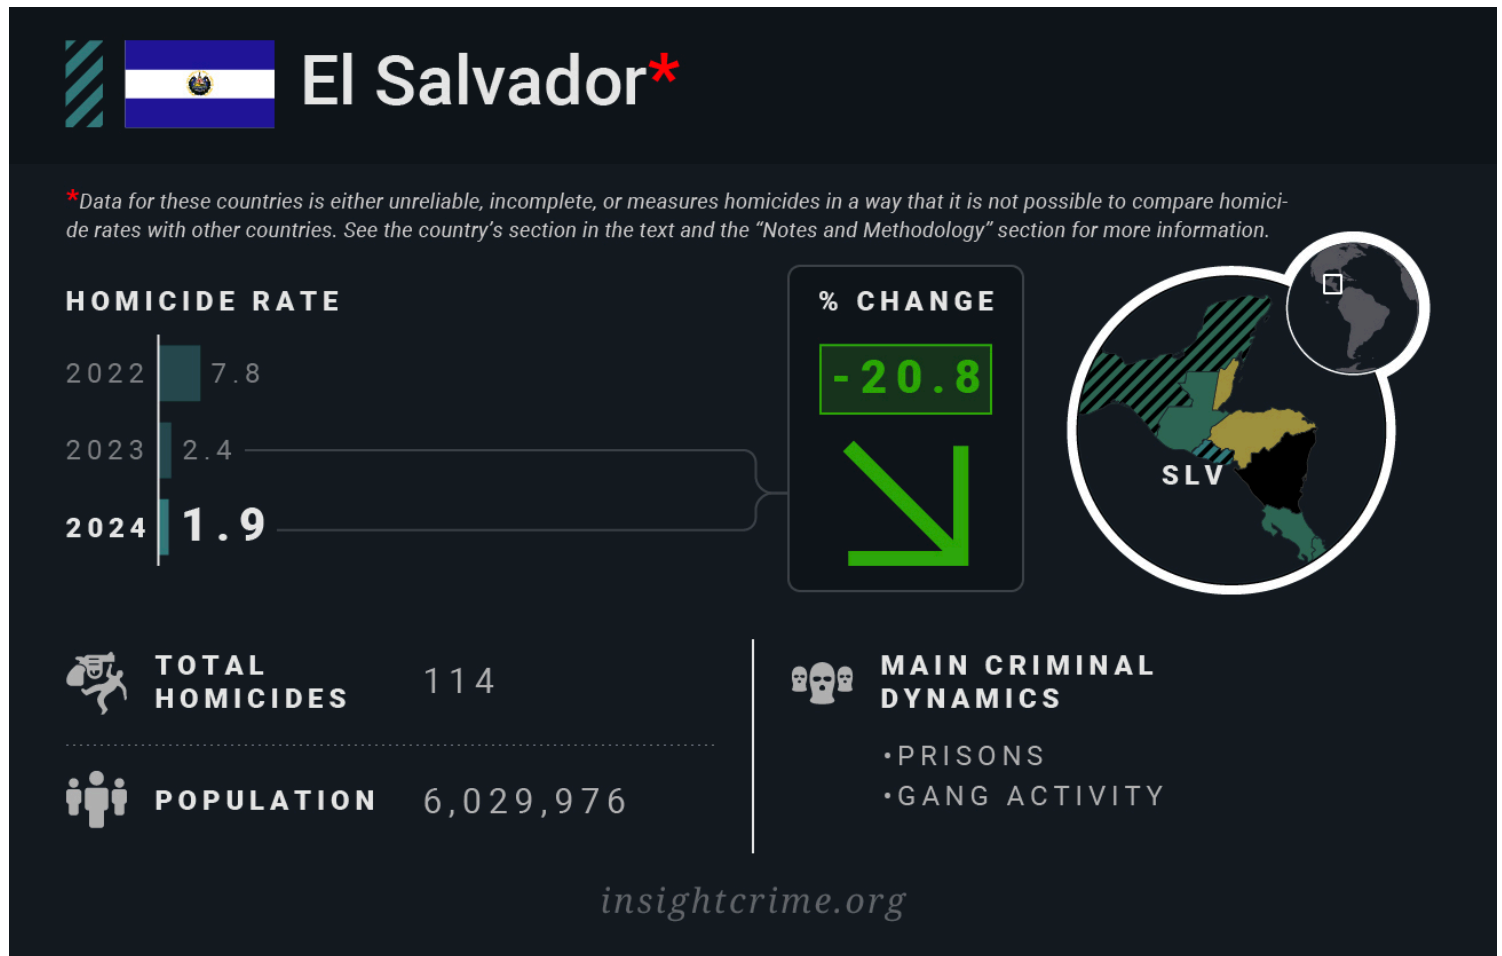 El Salvador*
*Data for these countries is either unreliable, incomplete, or measures homicides in a way that it is not possible to compare homici-
de rates with other countries. See the country’s section in the text and the “Notes and Methodology” section for more information.
HOMICIDE RATE
2022 7.8
2023 2.4
2024 1.9
% CHANGE
-20.8
SLV
TOTAL
HOMICIDES
114
POPULATION 6,029,976
MAIN CRIMINAL
DYNAMICS
•PRISONS
•GANG ACTIVITY
insightcrime.org